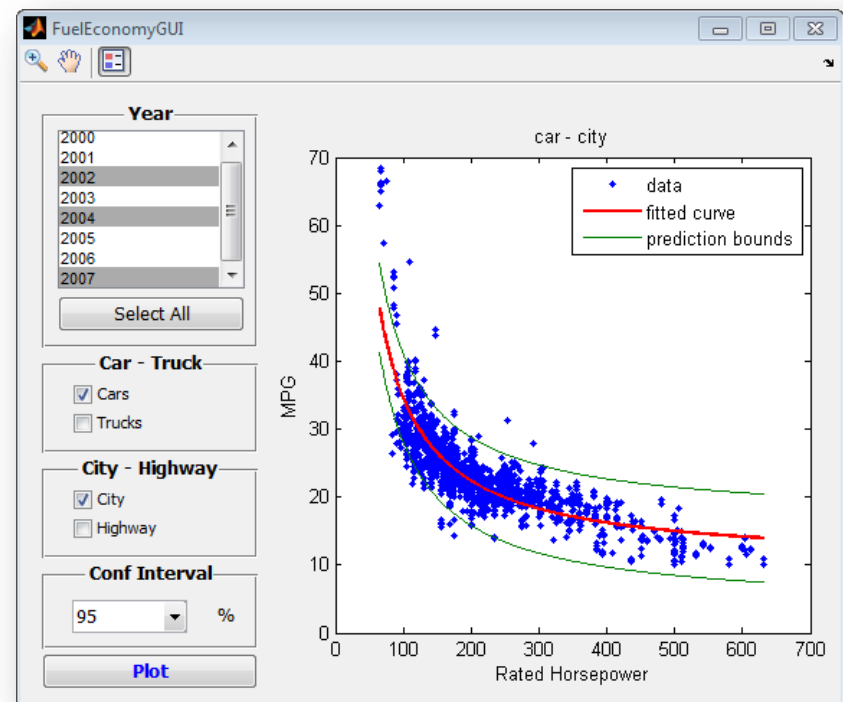 FuelEconomyGUI
Year
2000
2001
2002
2003
2004
2005
2006
2007
Select All
Car - Truck
Cars
Trucks
City - Highway
City
Highway
Conf Interval
95 %
Plot
car - city
data
fitted curve
prediction bounds
MPG
70
60
50
40
30
20
10
0
0 100 200 300 400 500 600 700
Rated Horsepower